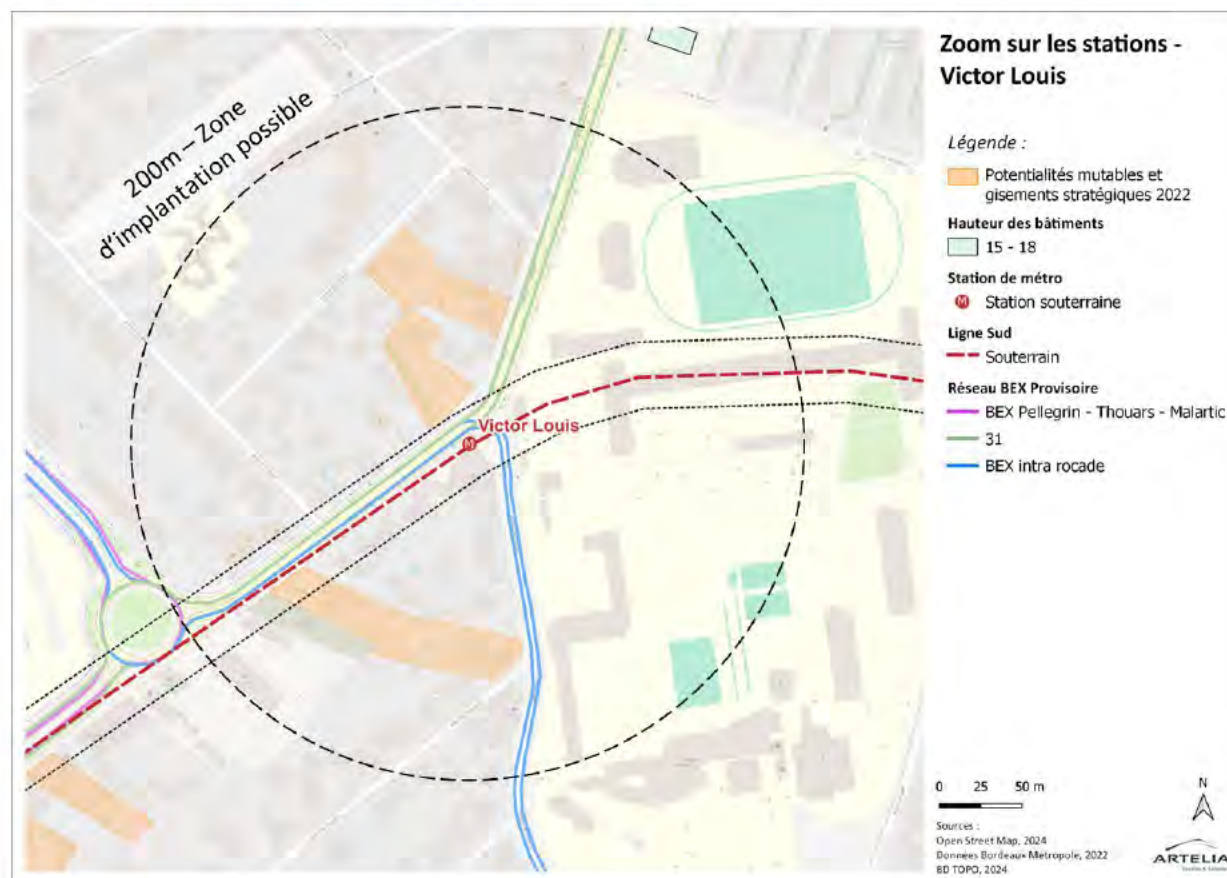 Zoom sur les stations -
Victor Louis
200m – Zone
d'implantation possible
Victor Louis
M
Légende :
Potentialités mutables et
gisements stratégiques 2022
Hauteur des bâtiments
15 - 18
Station de métro
M Station souterraine
Ligne Sud
Souterrain
Réseau BEX Provisoire
BEX Pellegrin - Thouars - Malartic
31
BEX intra rocade
0 25 50 m
N
Sources :
Open Street Map, 2024
Données Bordeaux Métropole, 2022
BD TOPO, 2024
ARTELIA